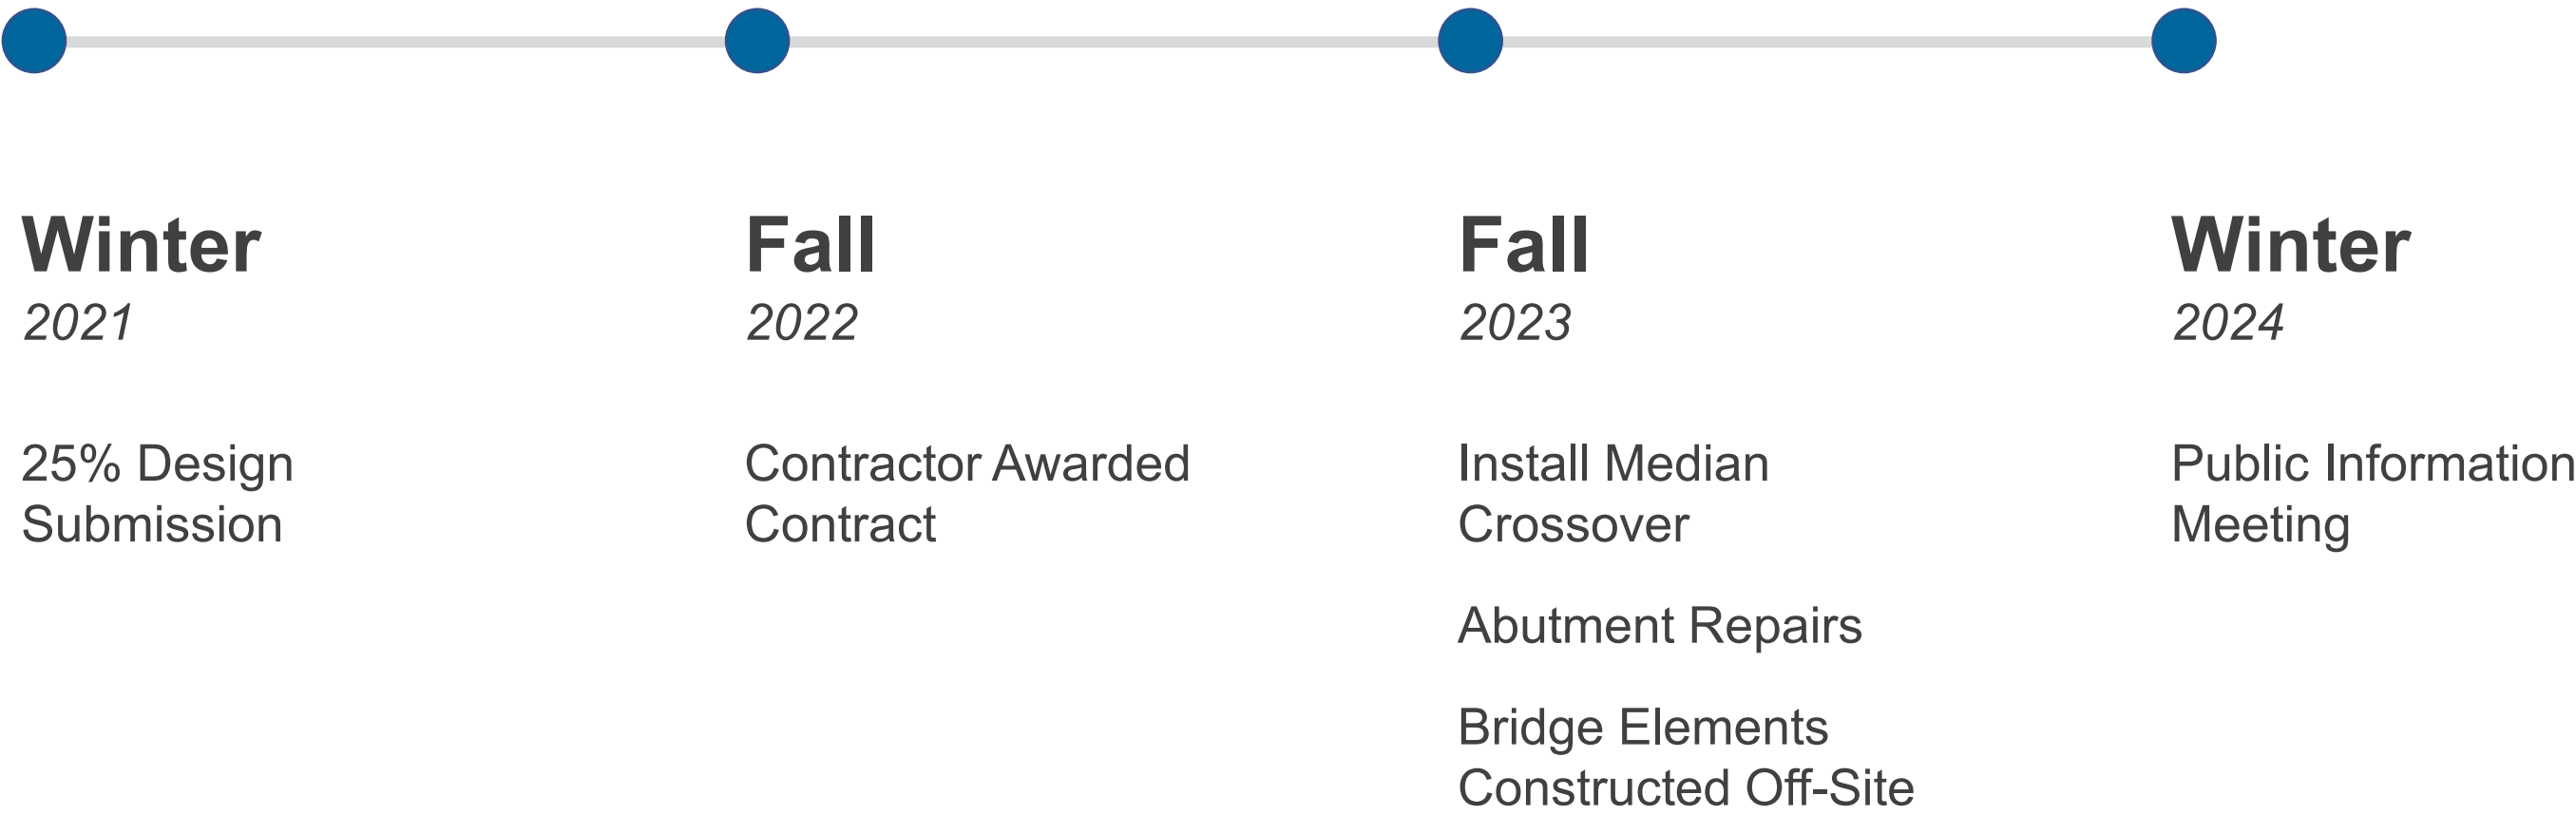 Winter
2021
25% Design
Submission
Fall
2022
Contractor Awarded
Contract
Fall
2023
Install Median
Crossover
Abutment Repairs
Bridge Elements
Constructed Off-Site
Winter
2024
Public Information
Meeting